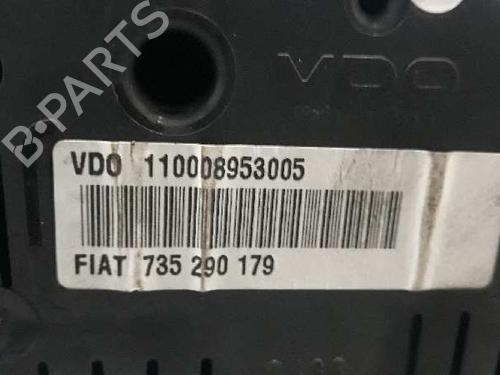 B-PARTS
VDO
VDO 110008953005
FIAT 735 290 179